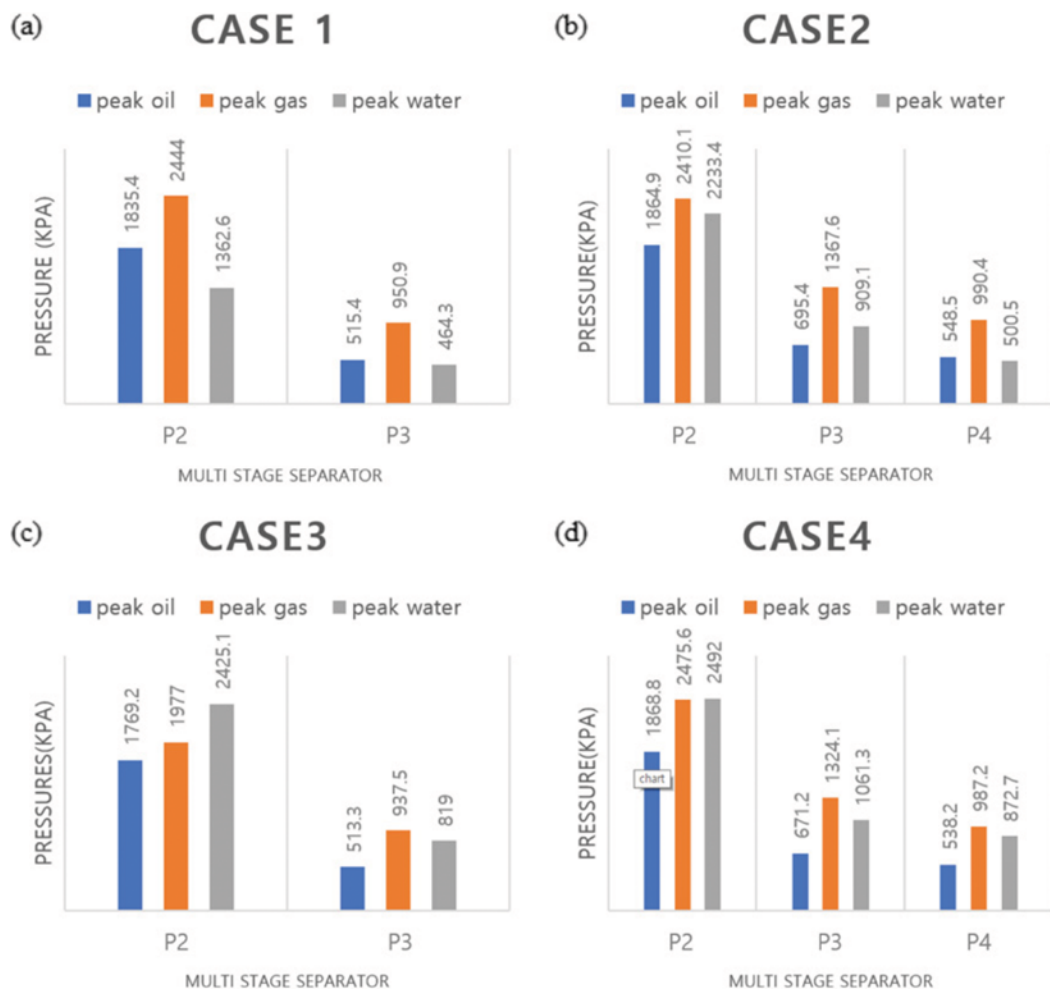 (a)
CASE 1
peak oil peak gas peak water
PRESSURE (KPA)
1835.4
2444
1362.6
515.4
950.9
464.3
P2 P3
MULTI STAGE SEPARATOR
(b)
CASE2
peak oil peak gas peak water
PRESSURE(KPA)
1864.9
2410.1
2233.4
695.4
1367.6
909.1
548.5
990.4
500.5
P2 P3 P4
MULTI STAGE SEPARATOR
(c)
CASE3
peak oil peak gas peak water
PRESSURES(KPA)
1769.2
1977
2425.1
513.3
937.5
819
P2 P3
MULTI STAGE SEPARATOR
(d)
CASE4
peak oil peak gas peak water
PRESSURE(KPA)
1868.8
2475.6
2492
chart
671.2
1324.1
1061.3
538.2
987.2
872.7
P2 P3 P4
MULTI STAGE SEPARATOR